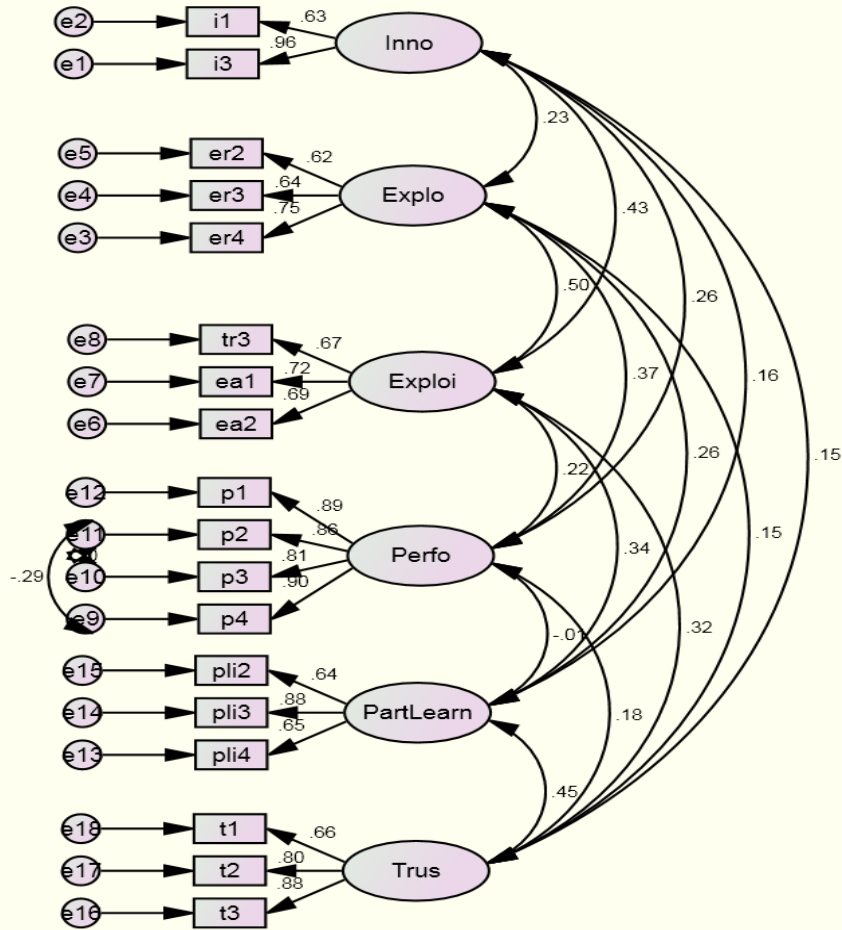 e2
i1
.63
Inno
e1
i3
.96
.23
e5
er2
.62
e4
er3
.64
Explo
e3
er4
.75
.43
.50
.26
e8
tr3
.67
e7
ea1
.72
Exploi
e6
ea2
.69
.37
.16
.22
.26
.15
e12
p1
.89
e11
p2
.86
Perfo
e10
p3
.81
-.29
e9
p4
.90
.34
.15
-.01
.32
e15
pli2
.64
e14
pli3
.88
PartLearn
e13
pli4
.65
.18
.45
e18
t1
.66
e17
t2
.80
Trus
e16
t3
.88